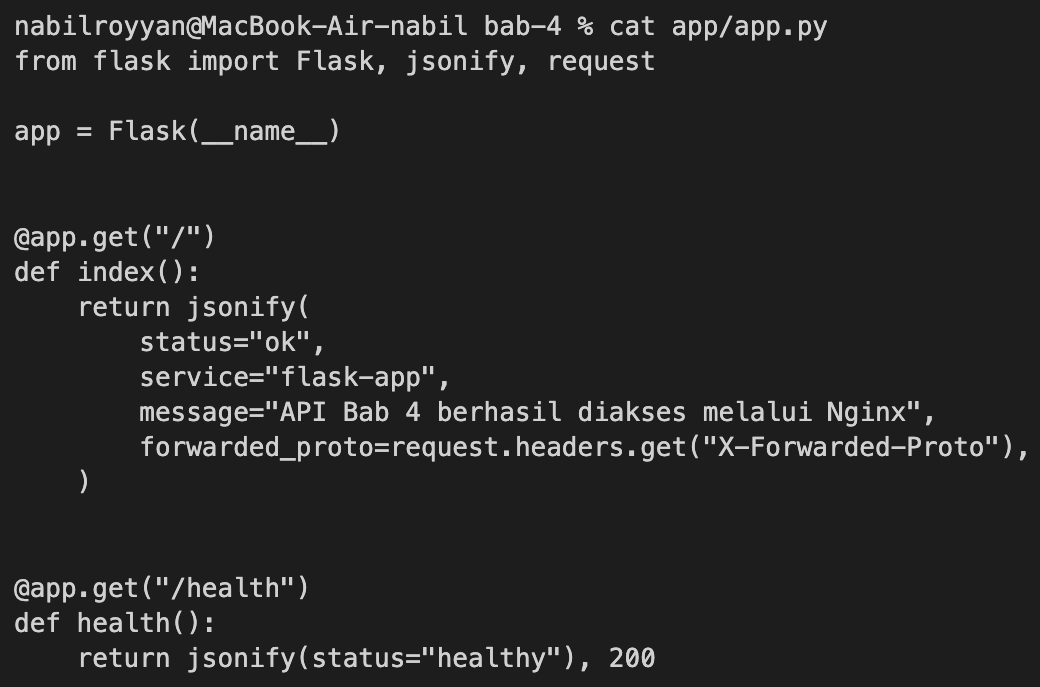 nabilroyyan@MacBook-Air-nabil bab-4 % cat app/app.py
from flask import Flask, jsonify, request

app = Flask(__name__)


@app.get("/")
def index():
    return jsonify(
        status="ok",
        service="flask-app",
        message="API Bab 4 berhasil diakses melalui Nginx",
        forwarded_proto=request.headers.get("X-Forwarded-Proto"),
    )


@app.get("/health")
def health():
    return jsonify(status="healthy"), 200